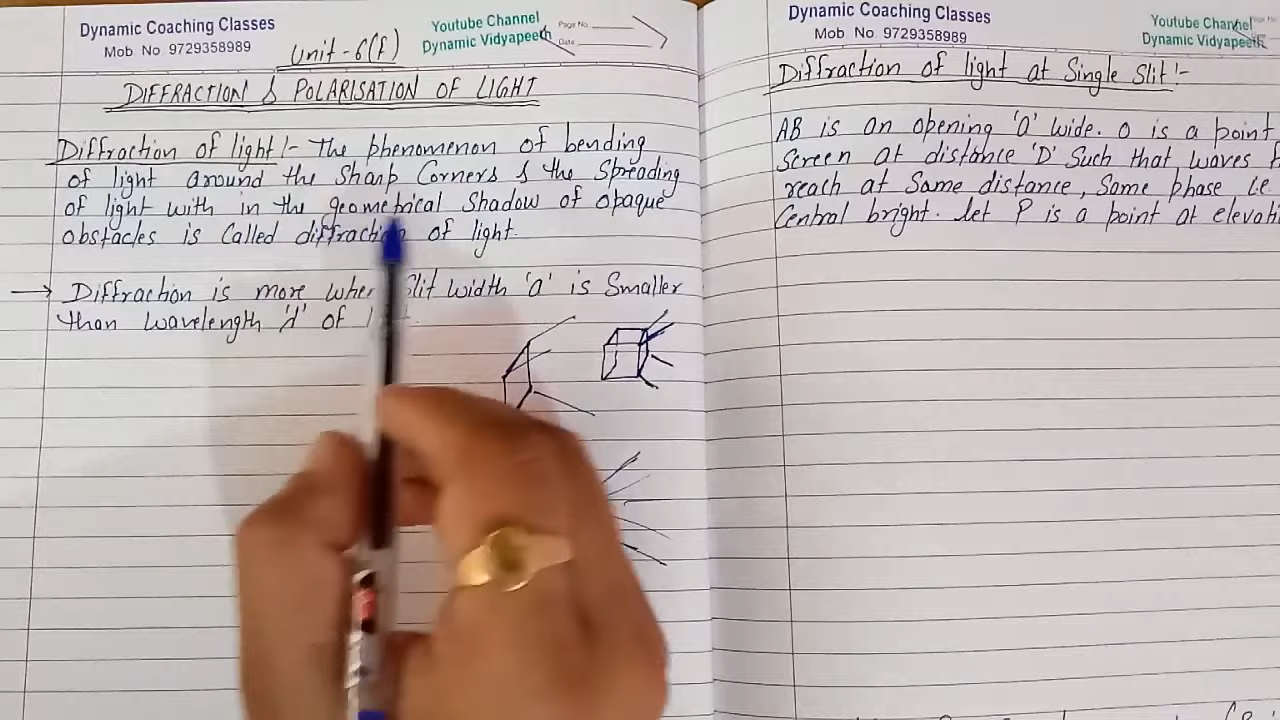 Dynamic Coaching Classes
Mob No 9729358989
Youtube Channel
Dynamic Vidyapeeth
Page No.
Date
Unit-6(f)
DIFFRACTION & POLARISATION OF LIGHT
Diffraction of light :- The phenomenon of bending
of light around the sharp corners & the spreading
of light with in the geometrical shadow of opaque
obstacles is called diffraction of light.
→ Diffraction is more when slit width 'a' is smaller
than wavelength 'λ' of
Dynamic Coaching Classes
Mob No 9729358989
Youtube Channel
Dynamic Vidyapeeth
Diffraction of light at Single Slit :-
AB is an opening 'a' wide. O is a point
Screen at distance 'D' such that waves
reach at same distance, same phase i.e.
Central bright. Let P is a point at